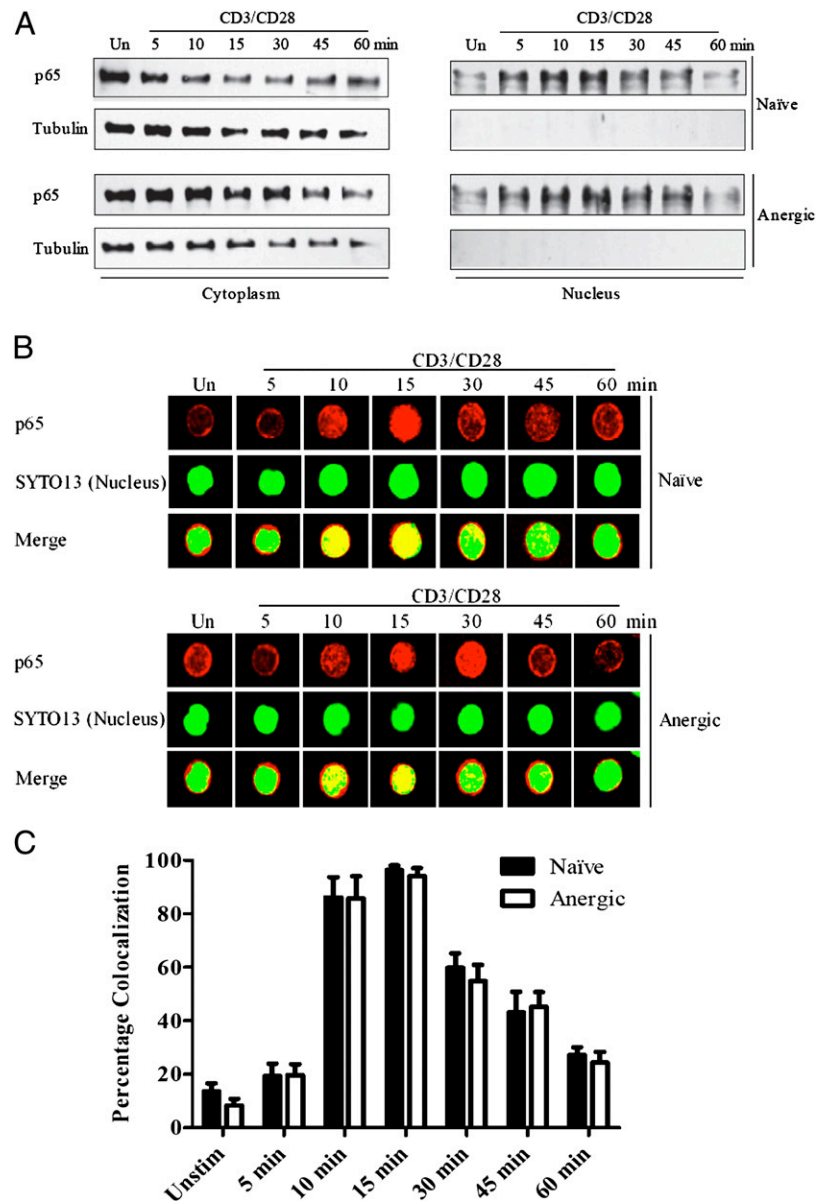 A
CD3/CD28
Un 5 10 15 30 45 60 min
p65
Tubulin
p65
Tubulin
Cytoplasm
CD3/CD28
Un 5 10 15 30 45 60 min
Naïve
Anergic
Nucleus
B
CD3/CD28
Un 5 10 15 30 45 60 min
p65
SYTO13 (Nucleus)
Merge
Naïve
CD3/CD28
Un 5 10 15 30 45 60 min
p65
SYTO13 (Nucleus)
Merge
Anergic
C
Percentage Colocalization
100
80
60
40
20
0
Naïve
Anergic
Unstim 5 min 10 min 15 min 30 min 45 min 60 min